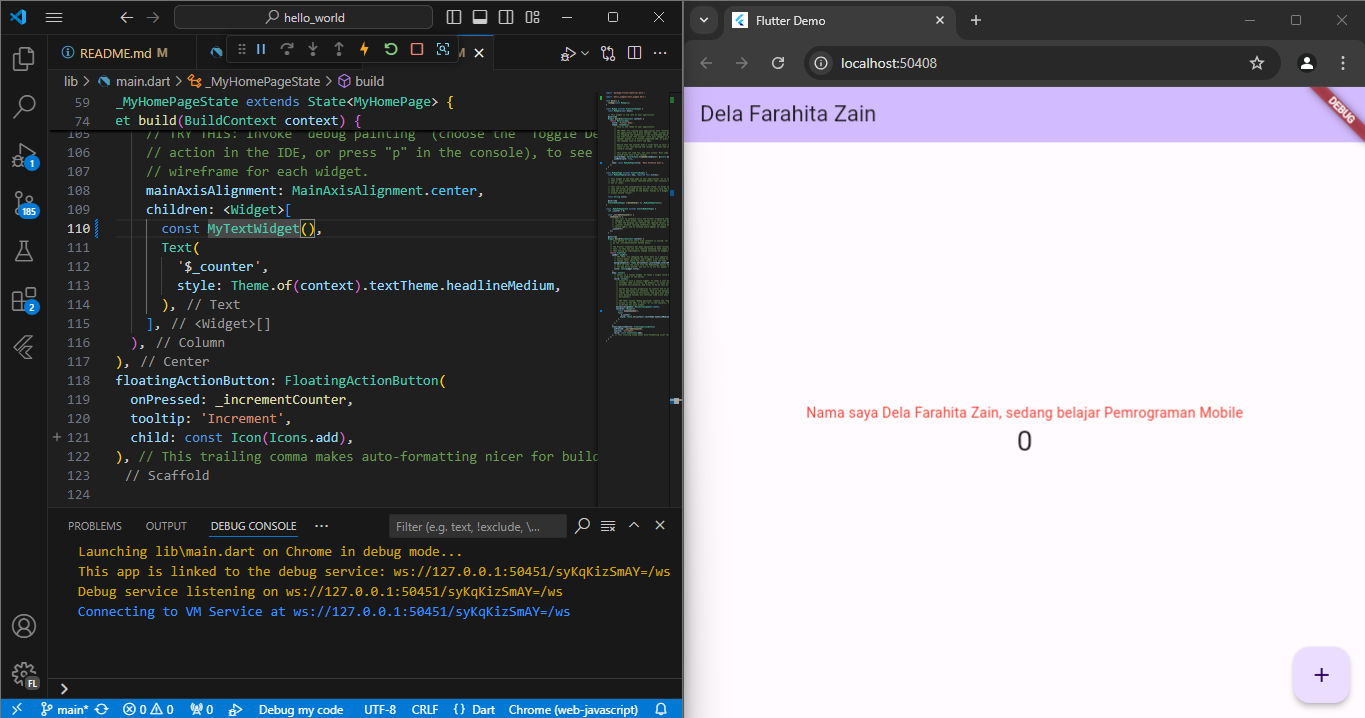 hello_world
README.md M
M
lib > main.dart > _MyHomePageState > build
59 _MyHomePageState extends State<MyHomePage> {
74 et build(BuildContext context) {
105 // TRY THIS: Invoke "debug painting" (choose the "Toggle De
106 // action in the IDE, or press "p" in the console), to see
107 // wireframe for each widget.
108 mainAxisAlignment: MainAxisAlignment.center,
109 children: <Widget>[
110 const MyTextWidget(),
111 Text(
112 '$_counter',
113 style: Theme.of(context).textTheme.headlineMedium,
114 ), // Text
115 ], // <Widget>[]
116 ), // Column
117 ), // Center
118 floatingActionButton: FloatingActionButton(
119 onPressed: _incrementCounter,
120 tooltip: 'Increment',
121 child: const Icon(Icons.add),
122 ), // This trailing comma makes auto-formatting nicer for build
123 // Scaffold
124
1
185
2
FL
PROBLEMS OUTPUT DEBUG CONSOLE ··· Filter (e.g. text, !exclude, \...
Launching lib\main.dart on Chrome in debug mode...
This app is linked to the debug service: ws://127.0.0.1:50451/syKqKizSmAY=/ws
Debug service listening on ws://127.0.0.1:50451/syKqKizSmAY=/ws
Connecting to VM Service at ws://127.0.0.1:50451/syKqKizSmAY=/ws
>
main* 0 0 0 Debug my code UTF-8 CRLF {} Dart Chrome (web-javascript)
Flutter Demo
localhost:50408
Dela Farahita Zain
DEBUG
Nama saya Dela Farahita Zain, sedang belajar Pemrograman Mobile
0
+